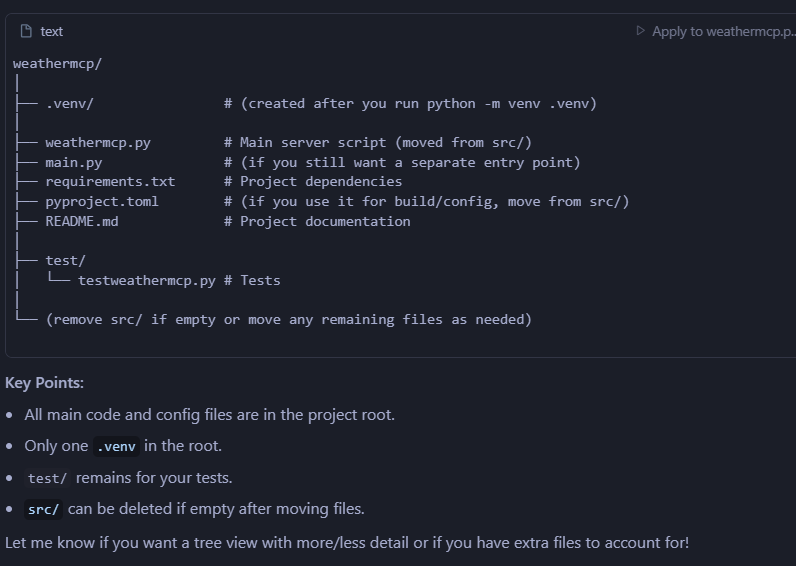 text
Apply to weathermcp.p..
weathermcp/
│
├── .venv/                # (created after you run python -m venv .venv)
│
├── weathermcp.py         # Main server script (moved from src/)
├── main.py               # (if you still want a separate entry point)
├── requirements.txt      # Project dependencies
├── pyproject.toml        # (if you use it for build/config, move from src/)
├── README.md             # Project documentation
│
├── test/
│   └── testweathermcp.py # Tests
│
└── (remove src/ if empty or move any remaining files as needed)
Key Points:
• All main code and config files are in the project root.
• Only one .venv in the root.
• test/ remains for your tests.
• src/ can be deleted if empty after moving files.
Let me know if you want a tree view with more/less detail or if you have extra files to account for!